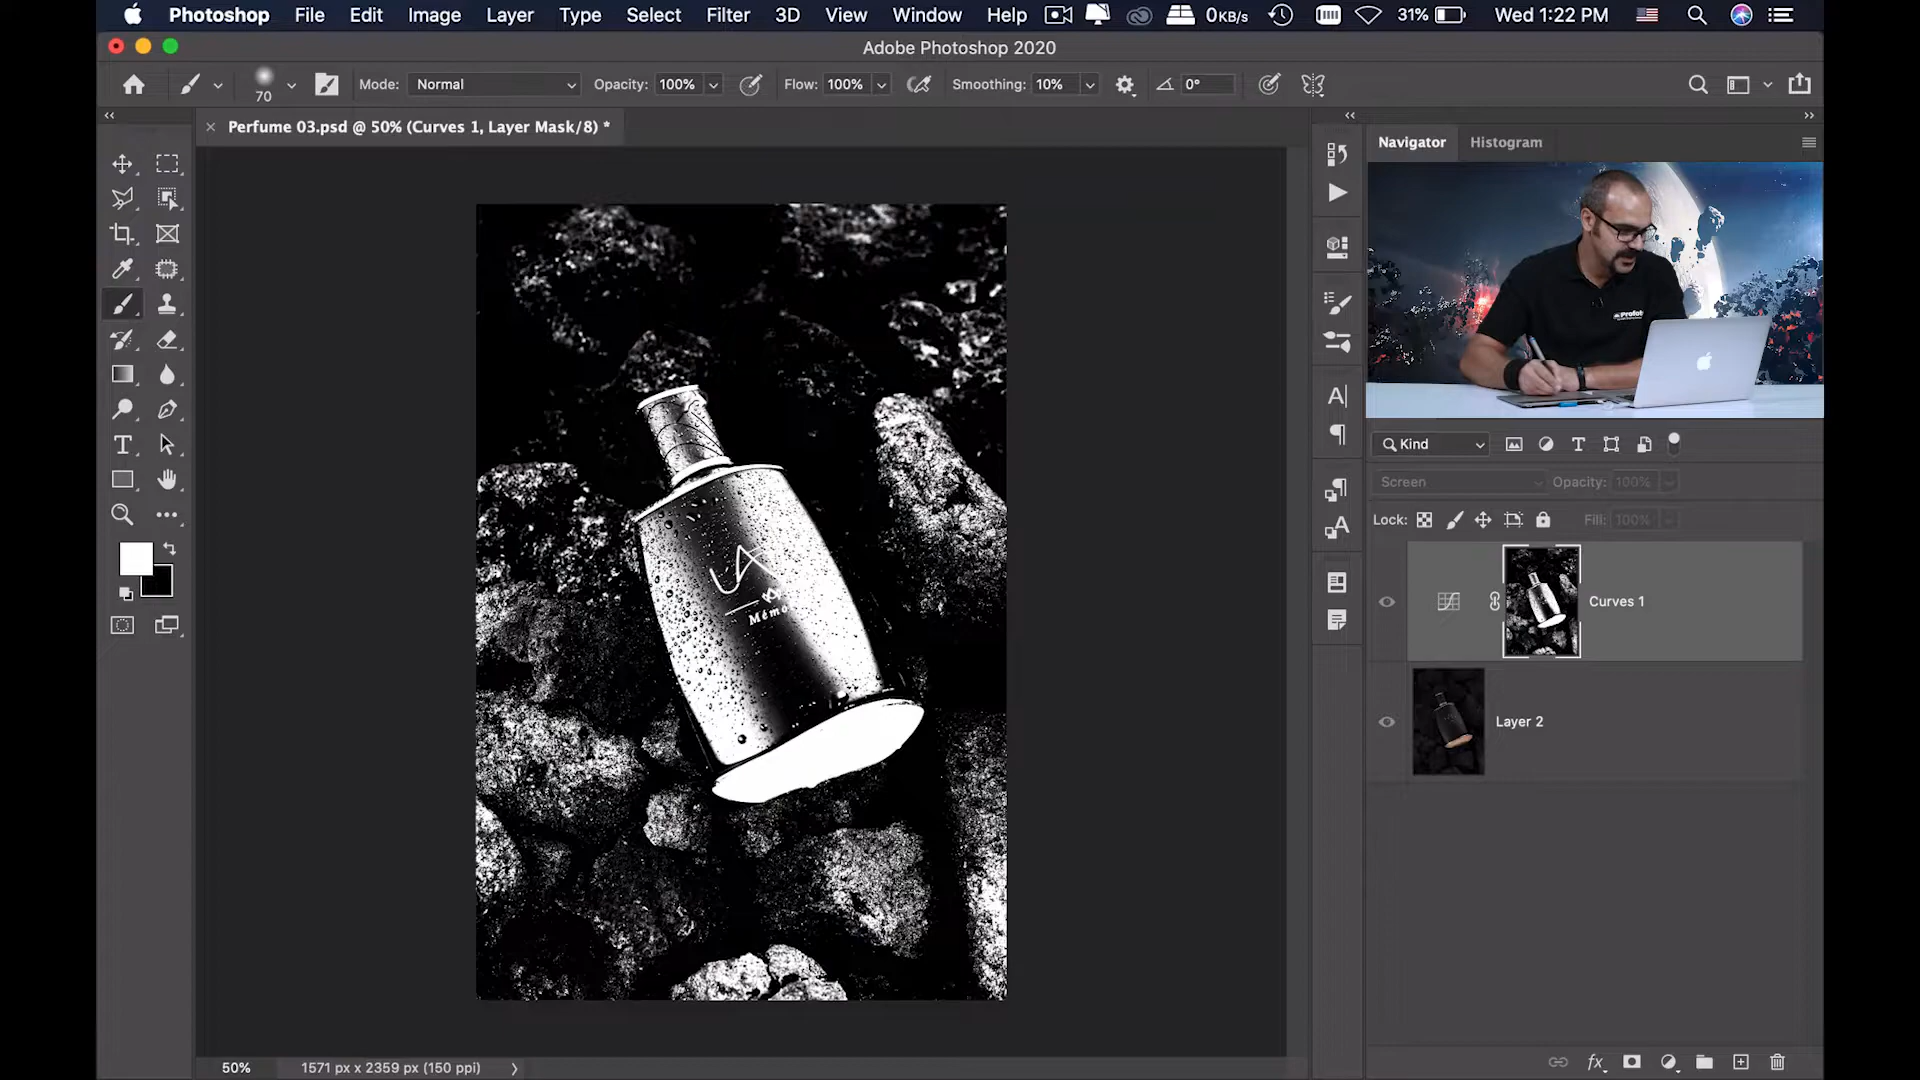 Photoshop File Edit Image Layer Type Select Filter 3D View Window Help 0KB/s 31% Wed 1:22 PM
Adobe Photoshop 2020
70 Mode: Normal Opacity: 100% Flow: 100% Smoothing: 10% 0°
Perfume 03.psd @ 50% (Curves 1, Layer Mask/8) *
Navigator Histogram
Profoto
Kind
Screen Opacity: 100%
Lock: Fill: 100%
Curves 1
Layer 2
50% 1571 px x 2359 px (150 ppi)